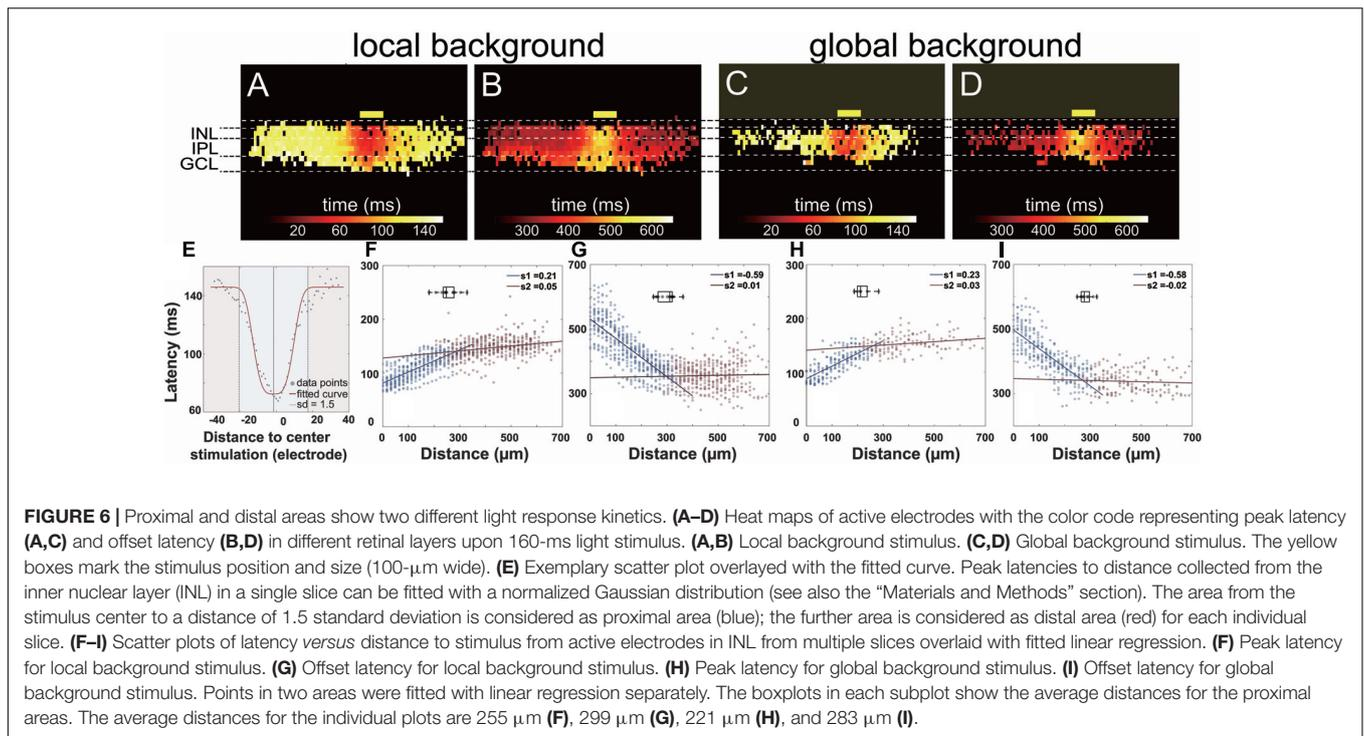 local background
global background
A
B
C
D
INL
IPL
GCL
time (ms)
20 60 100 140
time (ms)
300 400 500 600
time (ms)
20 60 100 140
time (ms)
300 400 500 600
E
Latency (ms)
140
100
60
-40 -20 0 20 40
data points
fitted curve
sd = 1.5
Distance to center
stimulation (electrode)
F
300
200
100
0
0 100 300 500 700
s1 =0.21
s2 =0.05
Distance (μm)
G
700
500
300
0 100 300 500 700
s1 =-0.59
s2 =0.01
Distance (μm)
H
300
200
100
0
0 100 300 500 700
s1 =0.23
s2 =0.03
Distance (μm)
I
700
500
300
0 100 300 500 700
s1 =-0.58
s2 =-0.02
Distance (μm)
FIGURE 6 | Proximal and distal areas show two different light response kinetics. (A–D) Heat maps of active electrodes with the color code representing peak latency
(A,C) and offset latency (B,D) in different retinal layers upon 160-ms light stimulus. (A,B) Local background stimulus. (C,D) Global background stimulus. The yellow
boxes mark the stimulus position and size (100-μm wide). (E) Exemplary scatter plot overlayed with the fitted curve. Peak latencies to distance collected from the
inner nuclear layer (INL) in a single slice can be fitted with a normalized Gaussian distribution (see also the “Materials and Methods” section). The area from the
stimulus center to a distance of 1.5 standard deviation is considered as proximal area (blue); the further area is considered as distal area (red) for each individual
slice. (F–I) Scatter plots of latency versus distance to stimulus from active electrodes in INL from multiple slices overlaid with fitted linear regression. (F) Peak latency
for local background stimulus. (G) Offset latency for local background stimulus. (H) Peak latency for global background stimulus. (I) Offset latency for global
background stimulus. Points in two areas were fitted with linear regression separately. The boxplots in each subplot show the average distances for the proximal
areas. The average distances for the individual plots are 255 μm (F), 299 μm (G), 221 μm (H), and 283 μm (I).